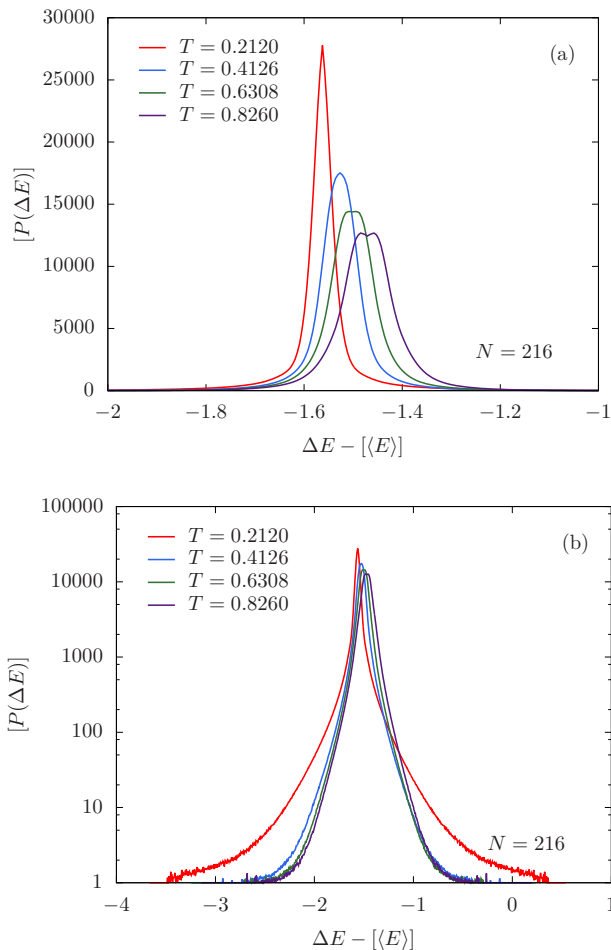 30000
25000
20000
15000
10000
5000
0
[P(ΔE)]
T = 0.2120
T = 0.4126
T = 0.6308
T = 0.8260
(a)
N = 216
−2 −1.8 −1.6 −1.4 −1.2 −1
ΔE − [⟨E⟩]
100000
10000
1000
100
10
1
[P(ΔE)]
T = 0.2120
T = 0.4126
T = 0.6308
T = 0.8260
(b)
N = 216
−4 −3 −2 −1 0 1
ΔE − [⟨E⟩]